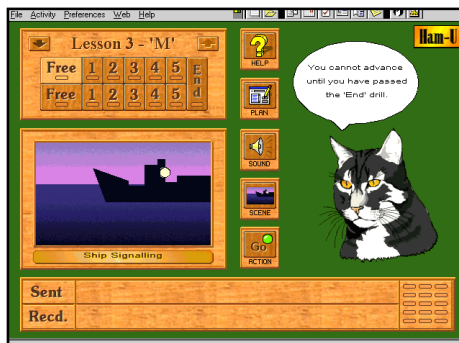 File Activity Preferences Web Help
Ham-U
Lesson 3 - 'M'
Free 1 2 3 4 5 End
Free 1 2 3 4 5
HELP
PLAN
SOUND
SCENE
Go
ACTION
You cannot advance
until you have passed
the 'End' drill.
Ship Signalling
Sent
Recd.